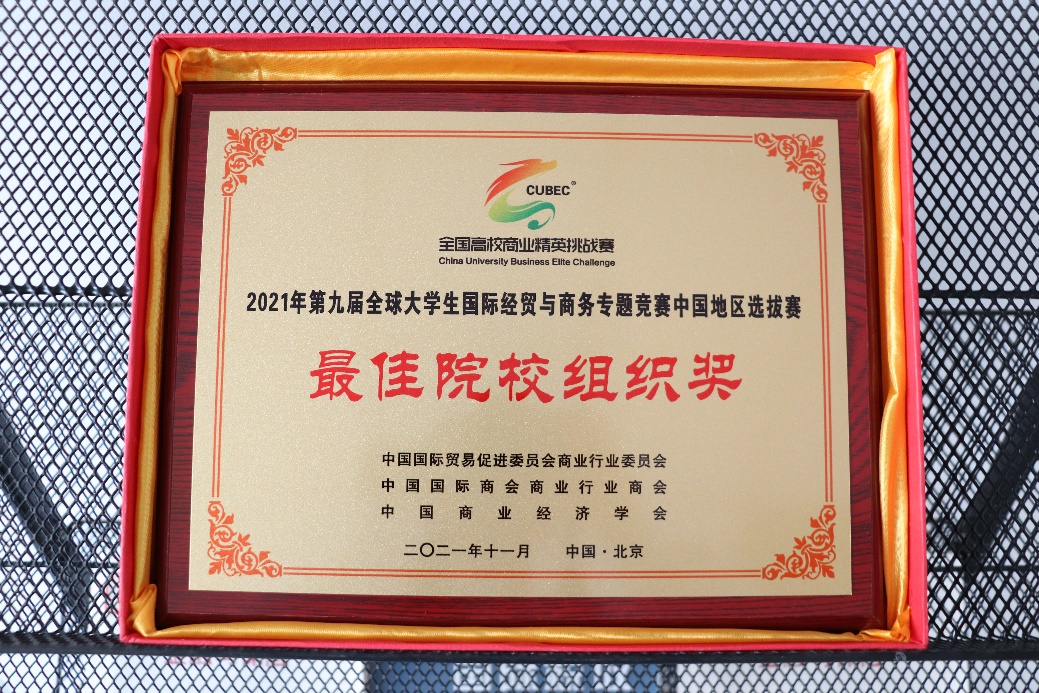 CUBEC®
全国高校商业精英挑战赛
China University Business Elite Challenge
2021年第九届全球大学生国际经贸与商务专题竞赛中国地区选拔赛
最佳院校组织奖
中国国际贸易促进委员会商业行业委员会
中国国际商会商业行业商会
中国商业经济学会
二〇二一年十一月 中国·北京